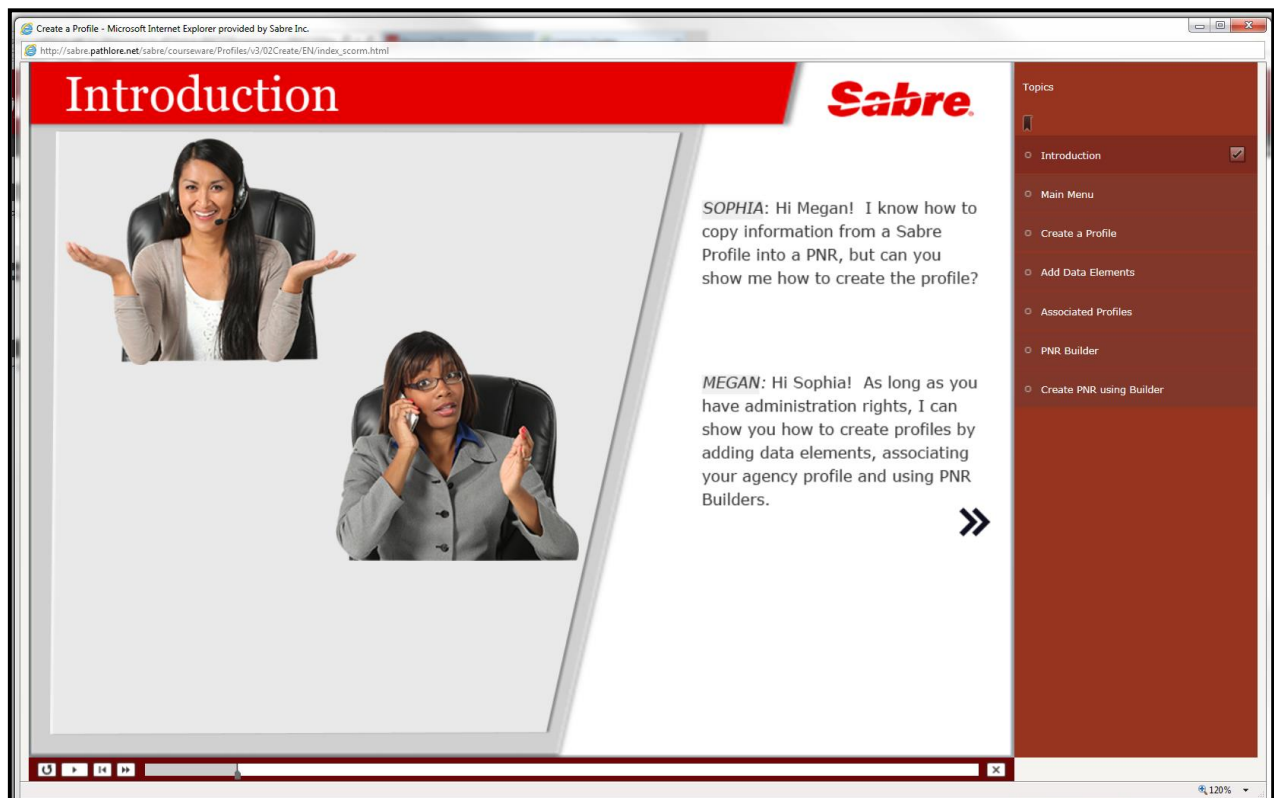 Create a Profile - Microsoft Internet Explorer provided by Sabre Inc.
http://sabre.pathlore.net/sabre/courseware/Profiles/v3/02Create/EN/index_scorm.html
Introduction
Sabre.
SOPHIA: Hi Megan!  I know how to
copy information from a Sabre
Profile into a PNR, but can you
show me how to create the profile?
MEGAN: Hi Sophia!  As long as you
have administration rights, I can
show you how to create profiles by
adding data elements, associating
your agency profile and using PNR
Builders.
Topics
Introduction
Main Menu
Create a Profile
Add Data Elements
Associated Profiles
PNR Builder
Create PNR using Builder
120%